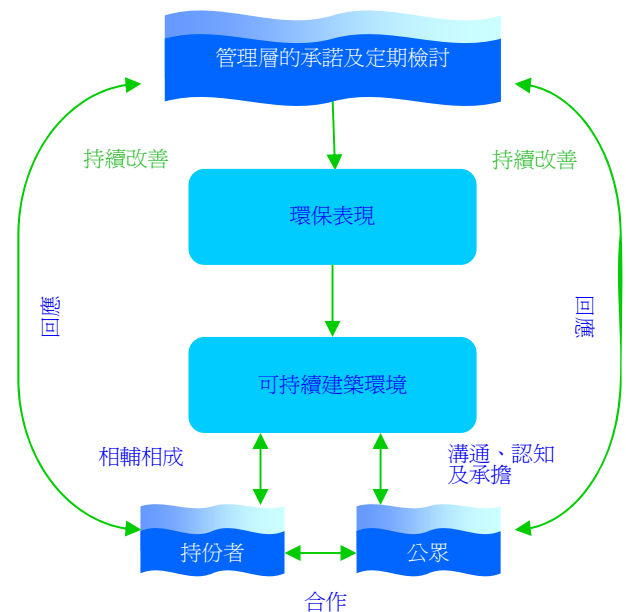 管理層的承諾及定期檢討
持續改善
持續改善
環保表現
回應
回應
可持續建築環境
相輔相成
溝通、認知
及承擔
持份者
公眾
合作